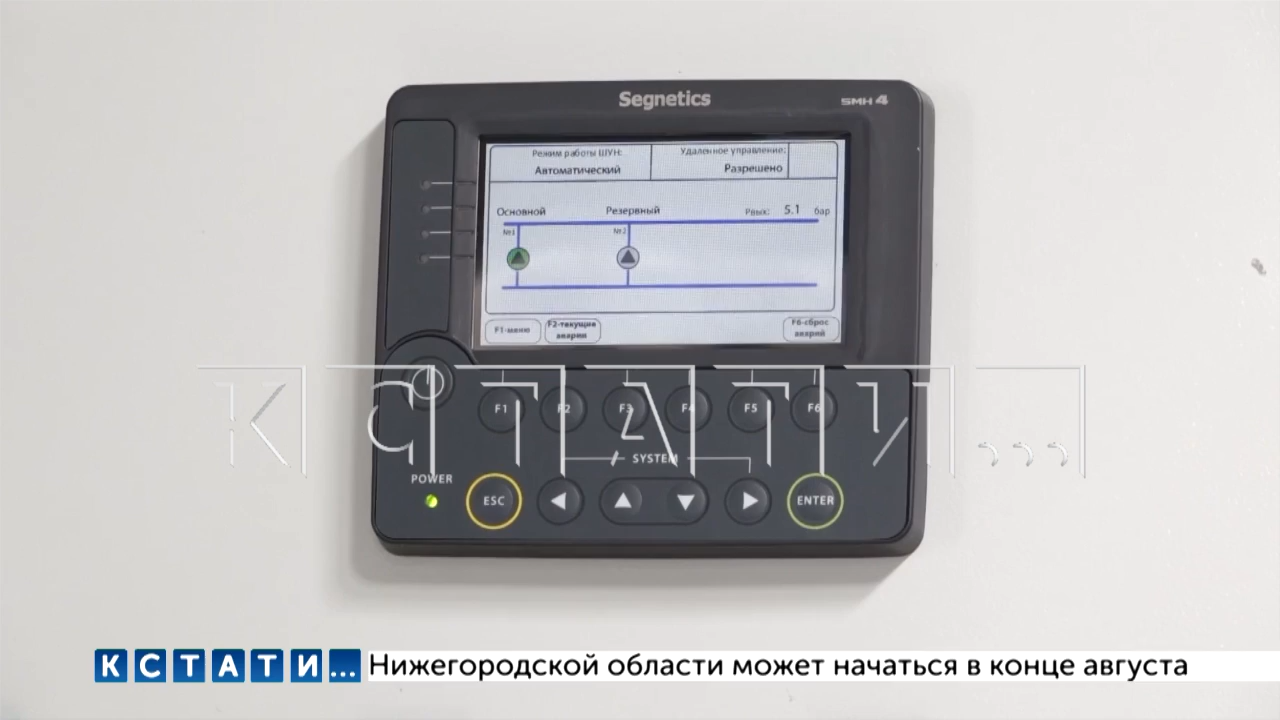 Segnetics
SMH 4
Режим работы ШУН:
Автоматический
Удаленное управление:
Разрешено
Основной
Резервный
Рвых: 5.1 бар
№1
№2
F1-меню
F2-текущие
аварии
F6-сброс
аварий
F1 F2 F3 F4 F5 F6
SYSTEM
POWER
ESC
ENTER
КСТАТИ...
КСТАТИ... Нижегородской области может начаться в конце августа